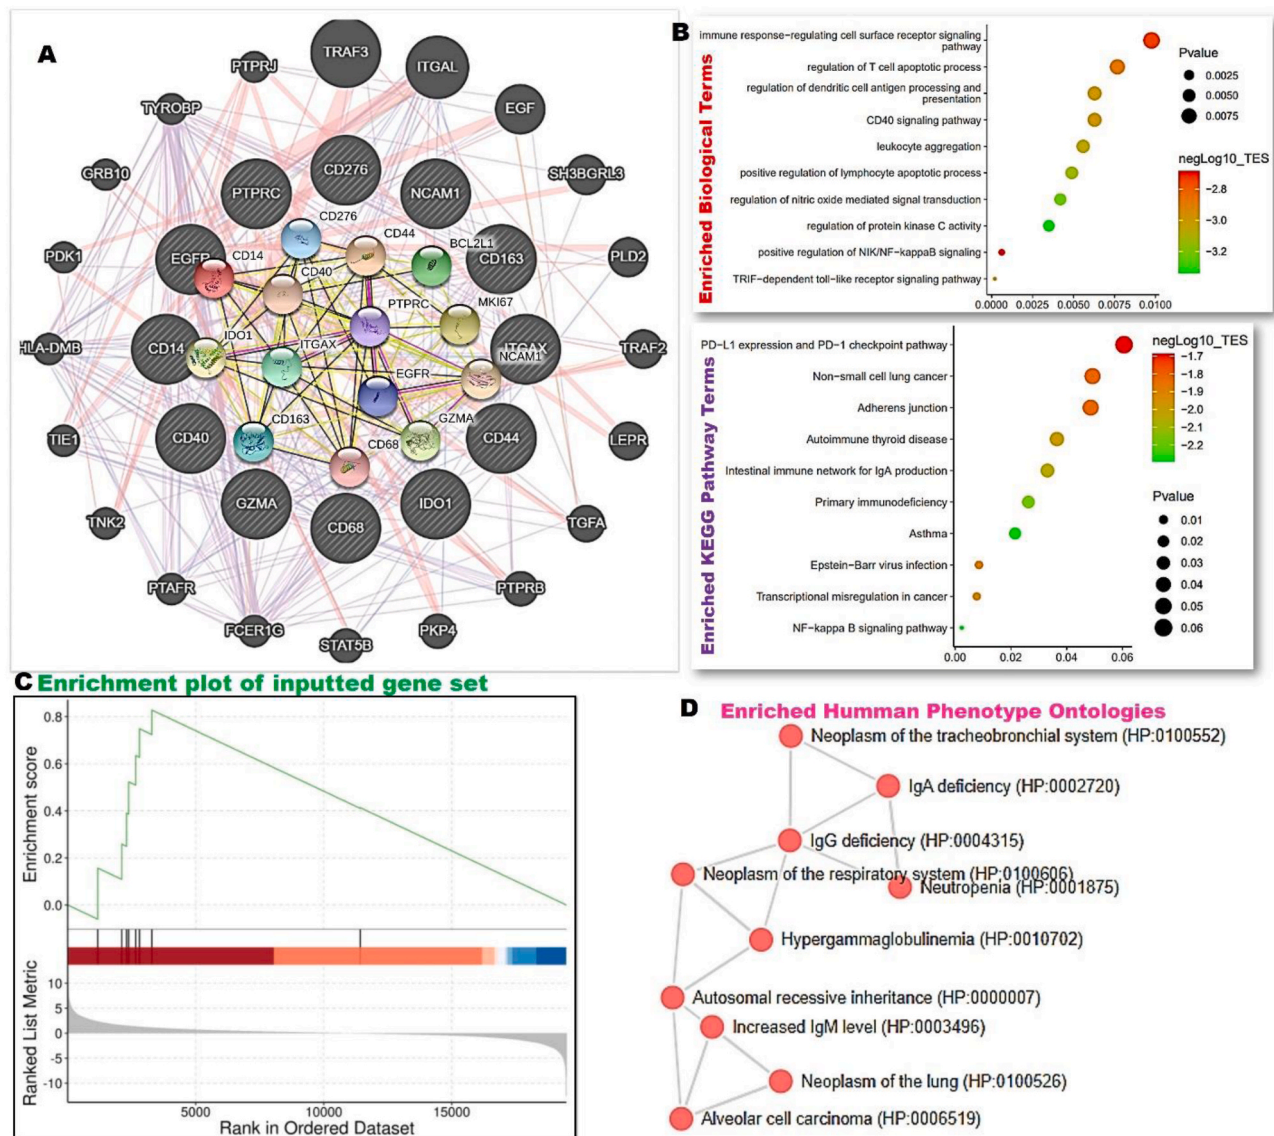 A
TRAF3
PTPRJ
ITGAL
TYROBP
EGF
GRB10
CD276
SH3BGRL3
PTPRC
NCAM1
CD276
CD44
BCL2L1
PDK1
EGFR
CD14
CD163
PLD2
CD40
PTPRC
MKI67
HLA-DMB
CD14
IDO1
ITGAX
ITGAX
NCAM1
TRAF2
EGFR
CD163
GZMA
TIE1
CD40
CD68
CD44
LEPR
GZMA
IDO1
TNK2
CD68
TGFA
PTAFR
PTPRB
FCER1G
STAT5B
PKP4
B
Enriched Biological Terms
immune response−regulating cell surface receptor signaling
pathway
regulation of T cell apoptotic process
regulation of dendritic cell antigen processing and
presentation
CD40 signaling pathway
leukocyte aggregation
positive regulation of lymphocyte apoptotic process
regulation of nitric oxide mediated signal transduction
regulation of protein kinase C activity
positive regulation of NIK/NF−kappaB signaling
TRIF−dependent toll−like receptor signaling pathway
0.0000 0.0025 0.0050 0.0075 0.0100
Pvalue
0.0025
0.0050
0.0075
negLog10_TES
−2.8
−3.0
−3.2
Enriched KEGG Pathway Terms
PD−L1 expression and PD−1 checkpoint pathway
Non−small cell lung cancer
Adherens junction
Autoimmune thyroid disease
Intestinal immune network for IgA production
Primary immunodeficiency
Asthma
Epstein−Barr virus infection
Transcriptional misregulation in cancer
NF−kappa B signaling pathway
0.00 0.02 0.04 0.06
negLog10_TES
−1.7
−1.8
−1.9
−2.0
−2.1
−2.2
Pvalue
0.01
0.02
0.03
0.04
0.05
0.06
C Enrichment plot of inputted gene set
Enrichment score
0.8
0.6
0.4
0.2
0.0
Ranked List Metric
10
5
0
-5
-10
5000 10000 15000
Rank in Ordered Dataset
D Enriched Humman Phenotype Ontologies
Neoplasm of the tracheobronchial system (HP:0100552)
IgA deficiency (HP:0002720)
IgG deficiency (HP:0004315)
Neoplasm of the respiratory system (HP:0100606)
Neutropenia (HP:0001875)
Hypergammaglobulinemia (HP:0010702)
Autosomal recessive inheritance (HP:0000007)
Increased IgM level (HP:0003496)
Neoplasm of the lung (HP:0100526)
Alveolar cell carcinoma (HP:0006519)